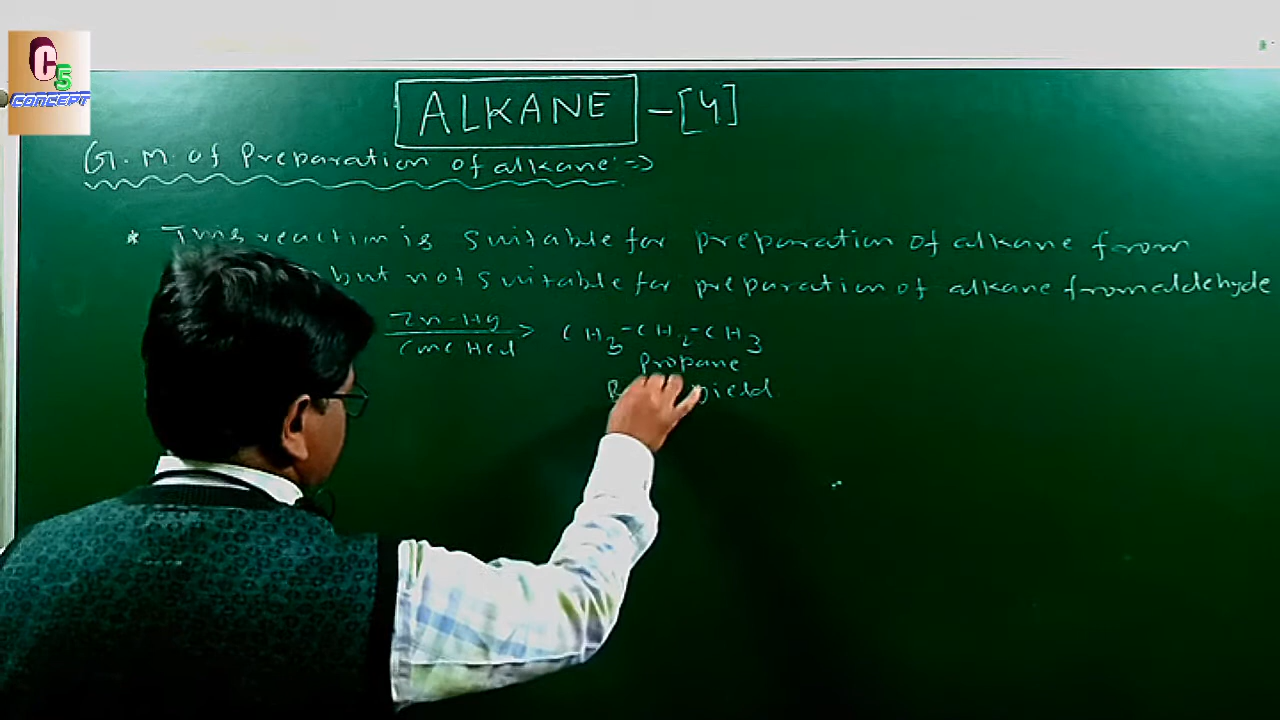 C5
CONCEPT
ALKANE -[4]
G.M. of Preparation of alkane :->
* This reaction is suitable for preparation of alkane from
but not suitable for preparation of alkane from aldehyde
Zn-Hg
Conc HCl
CH3-CH2-CH3
Propane
yield